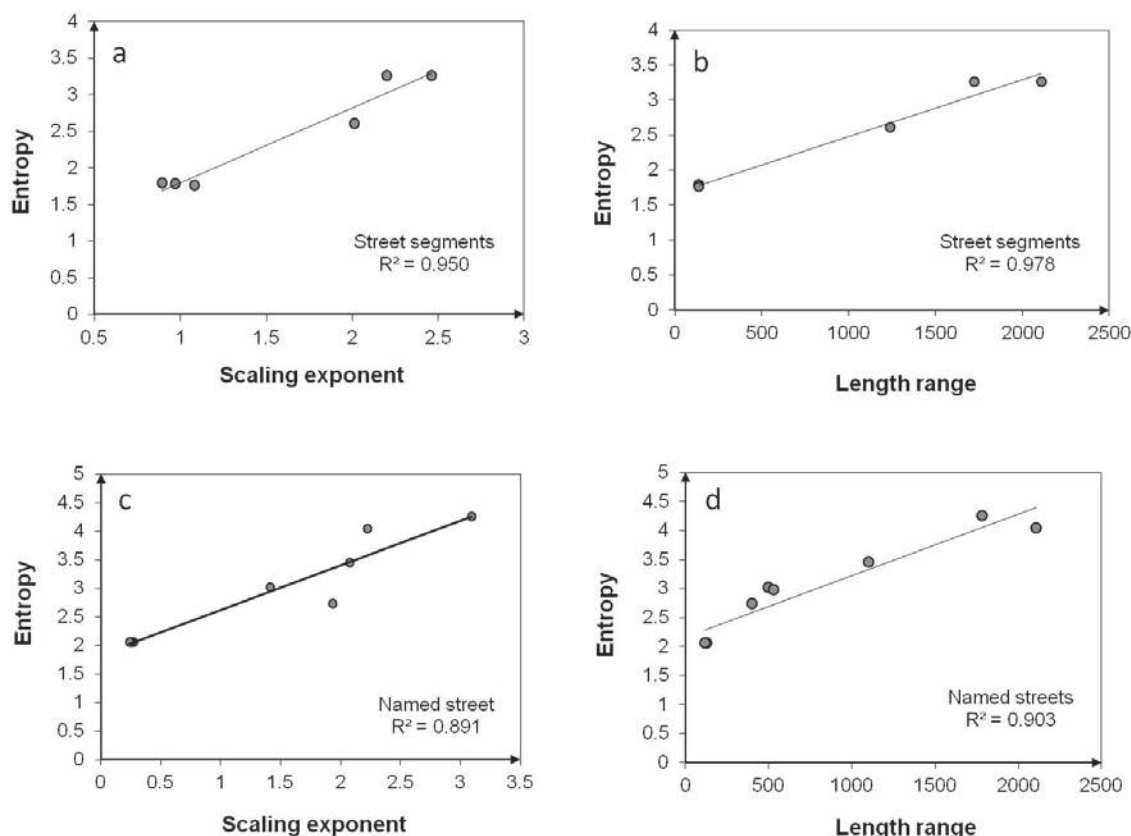 a
4
3.5
3
2.5
2
1.5
1
0.5
0
Entropy
Street segments
R² = 0.950
0.5 1 1.5 2 2.5 3
Scaling exponent
b
4
3.5
3
2.5
2
1.5
1
0.5
0
Entropy
Street segments
R² = 0.978
0 500 1000 1500 2000 2500
Length range
c
5
4.5
4
3.5
3
2.5
2
1.5
1
0.5
0
Entropy
Named street
R² = 0.891
0 0.5 1 1.5 2 2.5 3 3.5
Scaling exponent
d
5
4.5
4
3.5
3
2.5
2
1.5
1
0.5
0
Entropy
Named streets
R² = 0.903
0 500 1000 1500 2000 2500
Length range